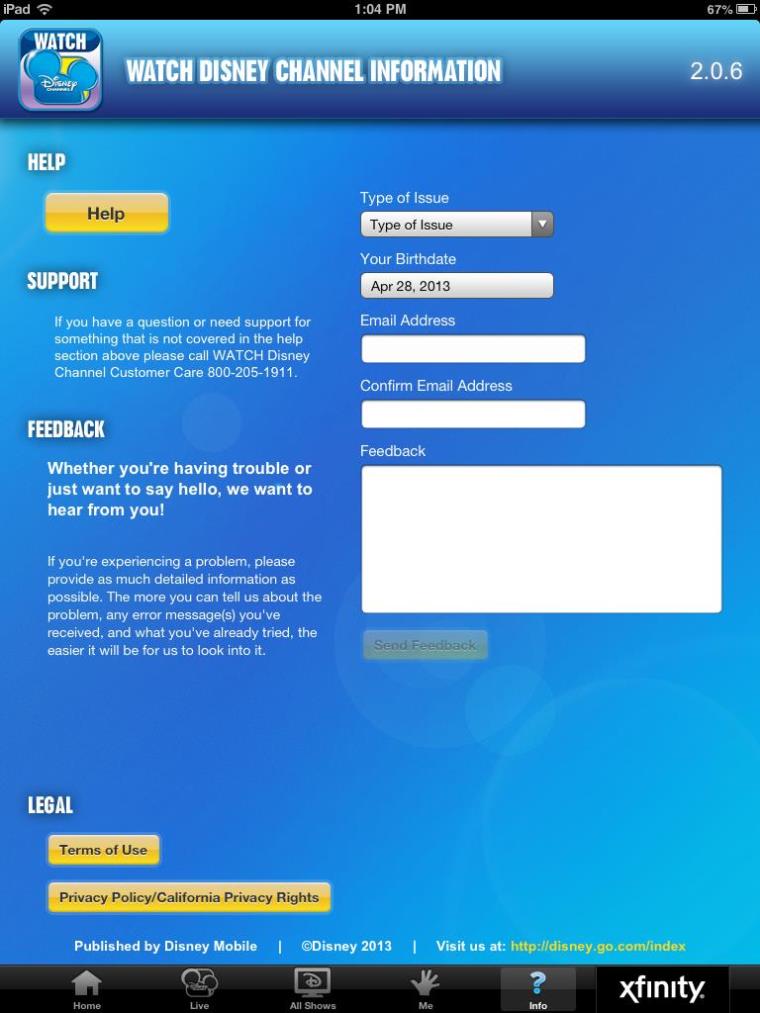 iPad
1:04 PM
67%
WATCH
Disney
CHANNEL
WATCH DISNEY CHANNEL INFORMATION
2.0.6
HELP
Help
SUPPORT
If you have a question or need support for
something that is not covered in the help
section above please call WATCH Disney
Channel Customer Care 800-205-1911.
FEEDBACK
Whether you're having trouble or
just want to say hello, we want to
hear from you!
If you're experiencing a problem, please
provide as much detailed information as
possible. The more you can tell us about the
problem, any error message(s) you've
received, and what you've already tried, the
easier it will be for us to look into it.
Type of Issue
Type of Issue
Your Birthdate
Apr 28, 2013
Email Address
Confirm Email Address
Feedback
Send Feedback
LEGAL
Terms of Use
Privacy Policy/California Privacy Rights
Published by Disney Mobile | ©Disney 2013 | Visit us at: http://disney.go.com/index
Home
Live
All Shows
Me
?
Info
xfinity.